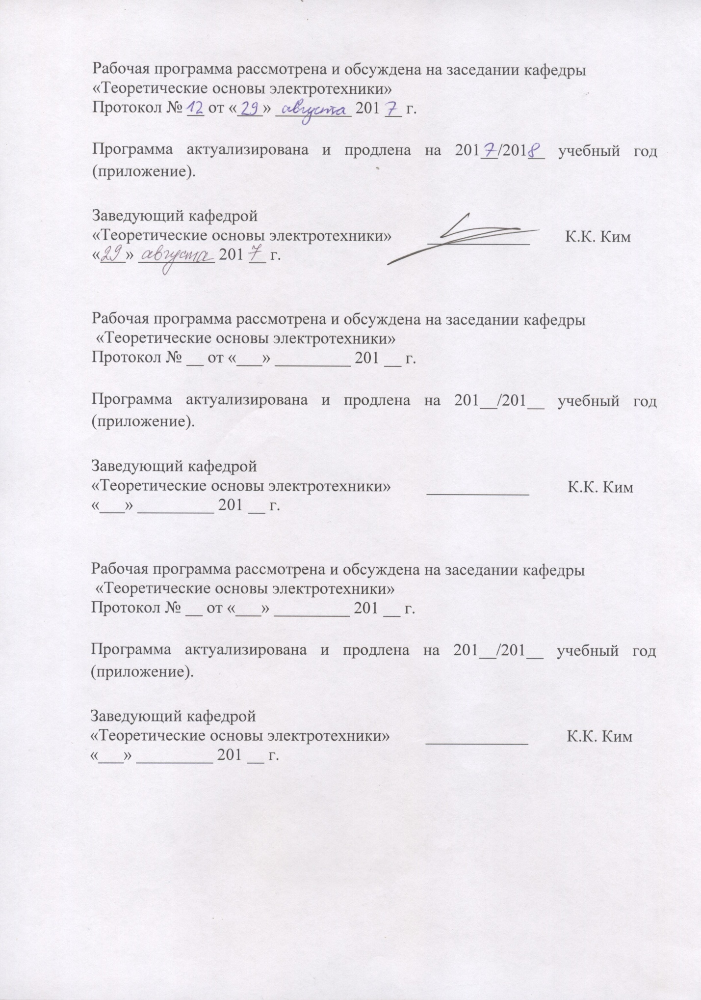 Рабочая программа рассмотрена и обсуждена на заседании кафедры
«Теоретические основы электротехники»
Протокол № 12 от «29» августа 2017 г.
Программа актуализирована и продлена на 2017/2018 учебный год
(приложение).
Заведующий кафедрой
«Теоретические основы электротехники» К.К. Ким
«29» августа 2017 г.
Рабочая программа рассмотрена и обсуждена на заседании кафедры
«Теоретические основы электротехники»
Протокол № __ от «___» _________ 201 __ г.
Программа актуализирована и продлена на 201__/201__ учебный год
(приложение).
Заведующий кафедрой
«Теоретические основы электротехники» ____________ К.К. Ким
«___» _________ 201 __ г.
Рабочая программа рассмотрена и обсуждена на заседании кафедры
«Теоретические основы электротехники»
Протокол № __ от «___» _________ 201 __ г.
Программа актуализирована и продлена на 201__/201__ учебный год
(приложение).
Заведующий кафедрой
«Теоретические основы электротехники» ____________ К.К. Ким
«___» _________ 201 __ г.